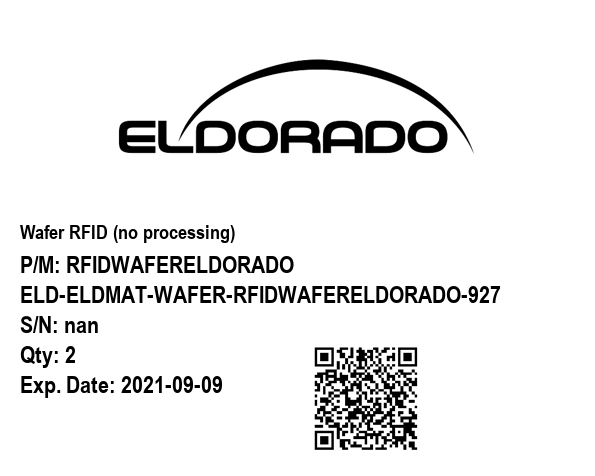 ELDORADO
Wafer RFID (no processing)
P/M: RFIDWAFERELDORADO
ELD-ELDMAT-WAFER-RFIDWAFERELDORADO-927
S/N: nan
Qty: 2
Exp. Date: 2021-09-09